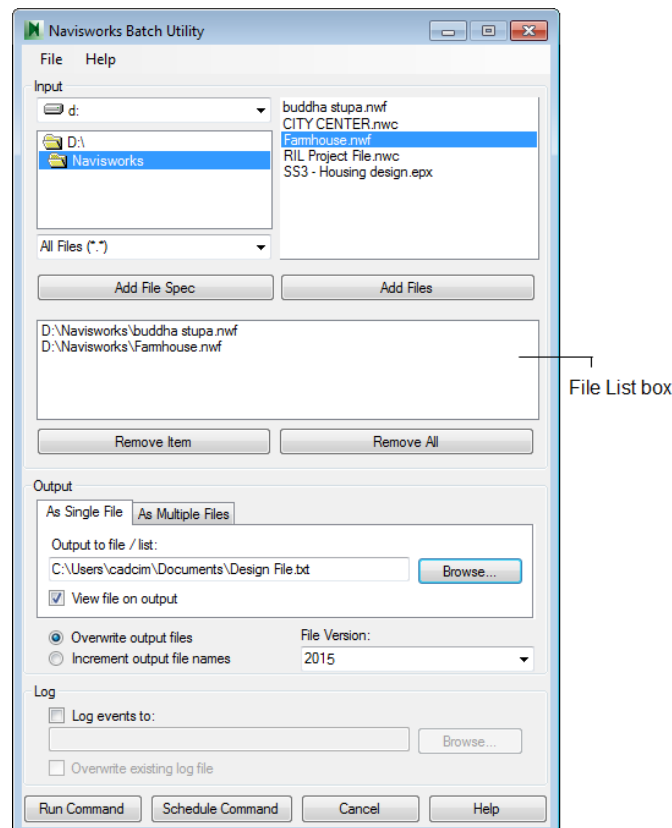 Navisworks Batch Utility
File Help
Input
d:
D:\
Navisworks
All Files (*.*)
buddha stupa.nwf
CITY CENTER.nwc
Farmhouse.nwf
RIL Project File.nwc
SS3 - Housing design.epx
Add File Spec
Add Files
D:\Navisworks\buddha stupa.nwf
D:\Navisworks\Farmhouse.nwf
File List box
Remove Item
Remove All
Output
As Single File
As Multiple Files
Output to file / list:
C:\Users\cadcim\Documents\Design File.txt
Browse...
View file on output
Overwrite output files
Increment output file names
File Version:
2015
Log
Log events to:
Browse...
Overwrite existing log file
Run Command
Schedule Command
Cancel
Help